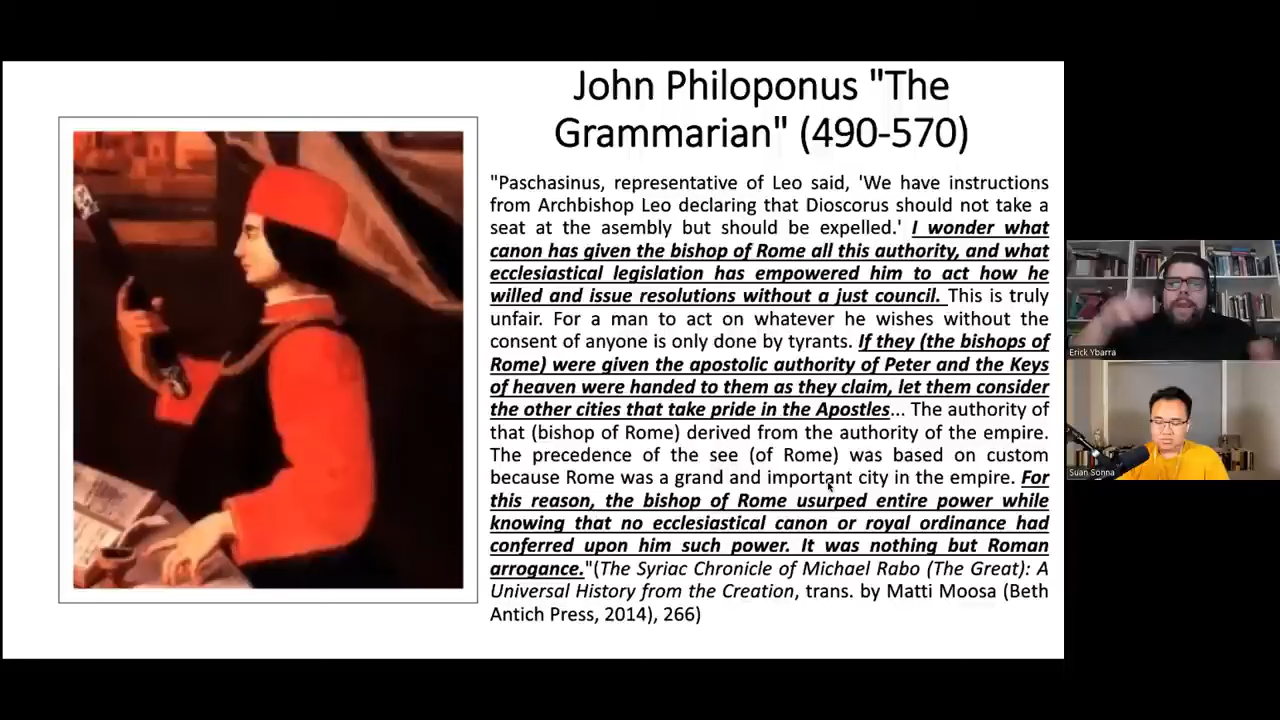 John Philoponus "The
Grammarian" (490-570)
"Paschasinus, representative of Leo said, 'We have instructions
from Archbishop Leo declaring that Dioscorus should not take a
seat at the asembly but should be expelled.' I wonder what
canon has given the bishop of Rome all this authority, and what
ecclesiastical legislation has empowered him to act how he
willed and issue resolutions without a just council. This is truly
unfair. For a man to act on whatever he wishes without the
consent of anyone is only done by tyrants. If they (the bishops of
Rome) were given the apostolic authority of Peter and the Keys
of heaven were handed to them as they claim, let them consider
the other cities that take pride in the Apostles... The authority of
that (bishop of Rome) derived from the authority of the empire.
The precedence of the see (of Rome) was based on custom
because Rome was a grand and important city in the empire. For
this reason, the bishop of Rome usurped entire power while
knowing that no ecclesiastical canon or royal ordinance had
conferred upon him such power. It was nothing but Roman
arrogance."(The Syriac Chronicle of Michael Rabo (The Great): A
Universal History from the Creation, trans. by Matti Moosa (Beth
Antich Press, 2014), 266)
Erick Ybarra
Suan Sonna